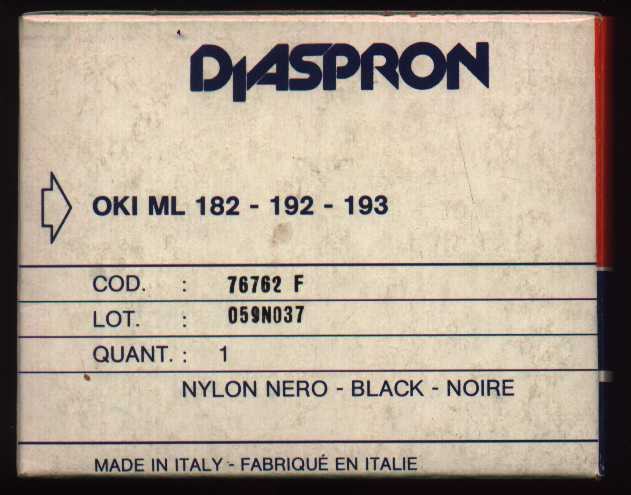 DIASPRON
OKI ML 182 - 192 - 193
COD. : 76762 F
LOT. : 059N037
QUANT. : 1
NYLON NERO - BLACK - NOIRE
MADE IN ITALY - FABRIQUÉ EN ITALIE